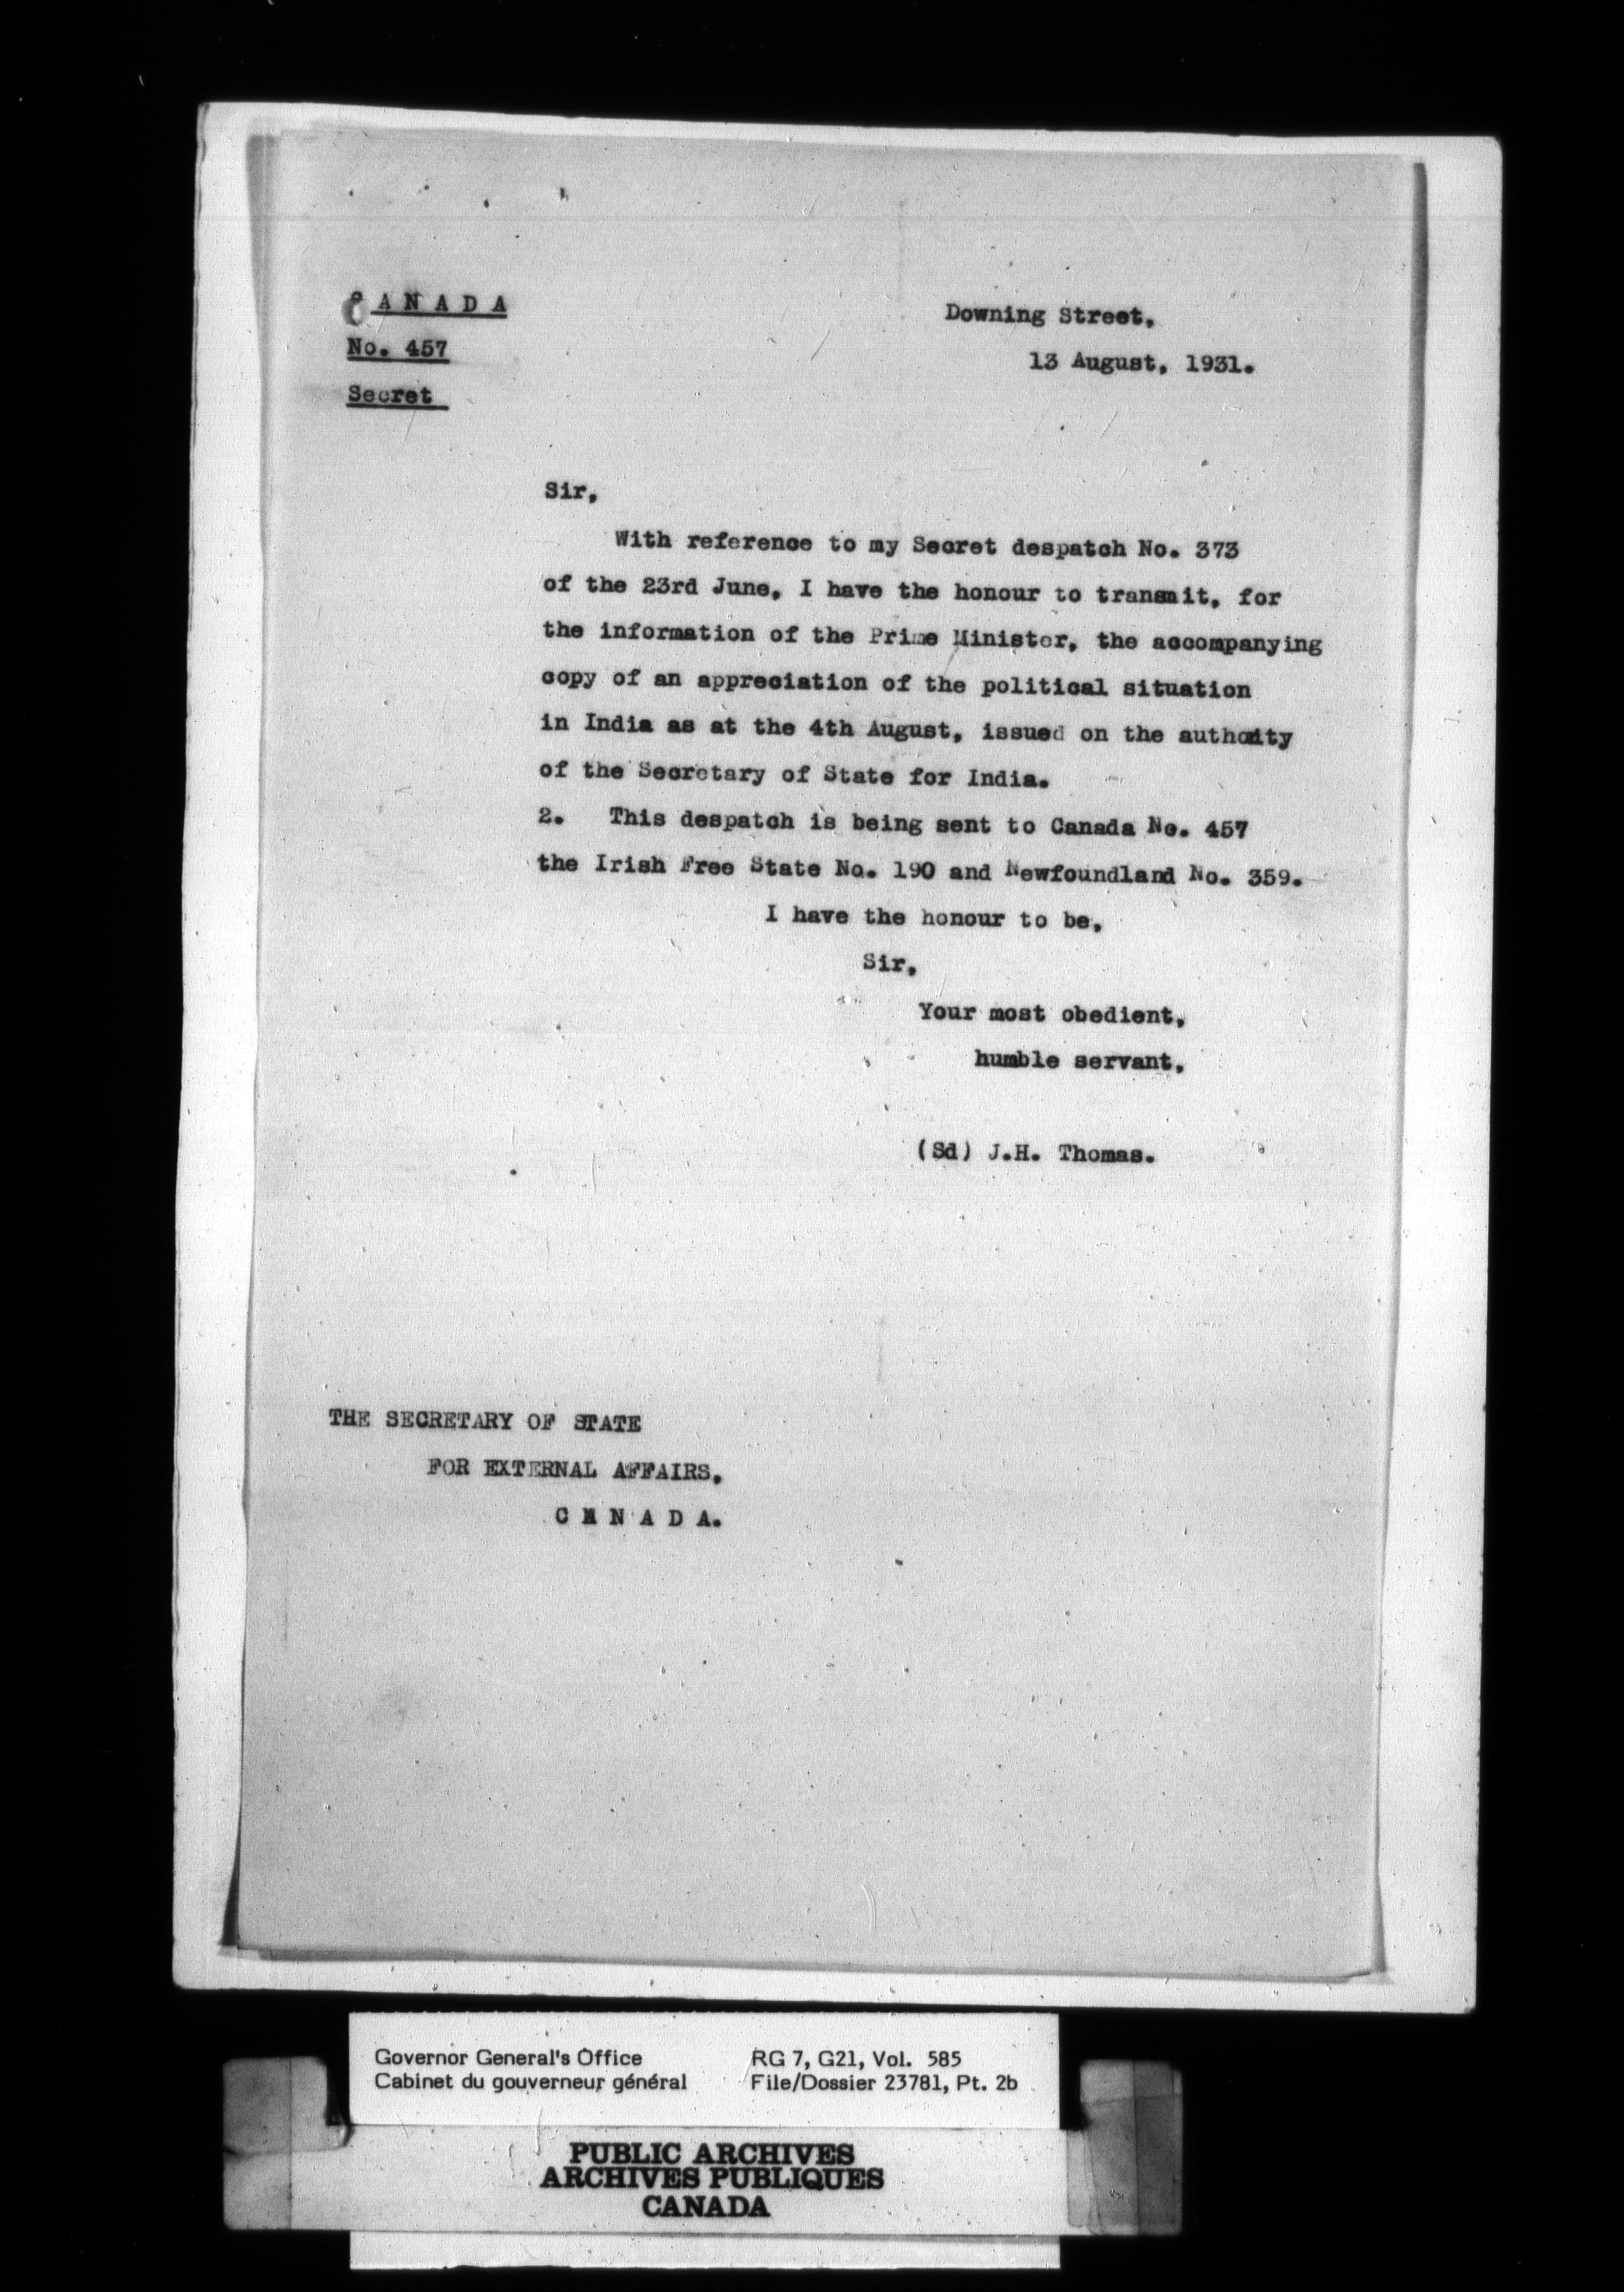 CANADA
No. 457
Secret
Downing Street,
13 August, 1931.
Sir,
With reference to my Secret despatch No. 373
of the 23rd June, I have the honour to transmit, for
the information of the Prime Minister, the accompanying
copy of an appreciation of the political situation
in India as at the 4th August, issued on the authoity
of the Secretary of State for India.
2. This despatch is being sent to Canada No. 457
the Irish Free State No. 190 and Newfoundland No. 359.
I have the honour to be,
Sir,
Your most obedient,
humble servant,
(Sd) J.H. Thomas.
THE SECRETARY OF STATE
FOR EXTERNAL AFFAIRS,
CANADA.
Governor General's Office
Cabinet du gouverneur général
RG 7, G21, Vol. 585
File/Dossier 23781, Pt. 2b
PUBLIC ARCHIVES
ARCHIVES PUBLIQUES
CANADA